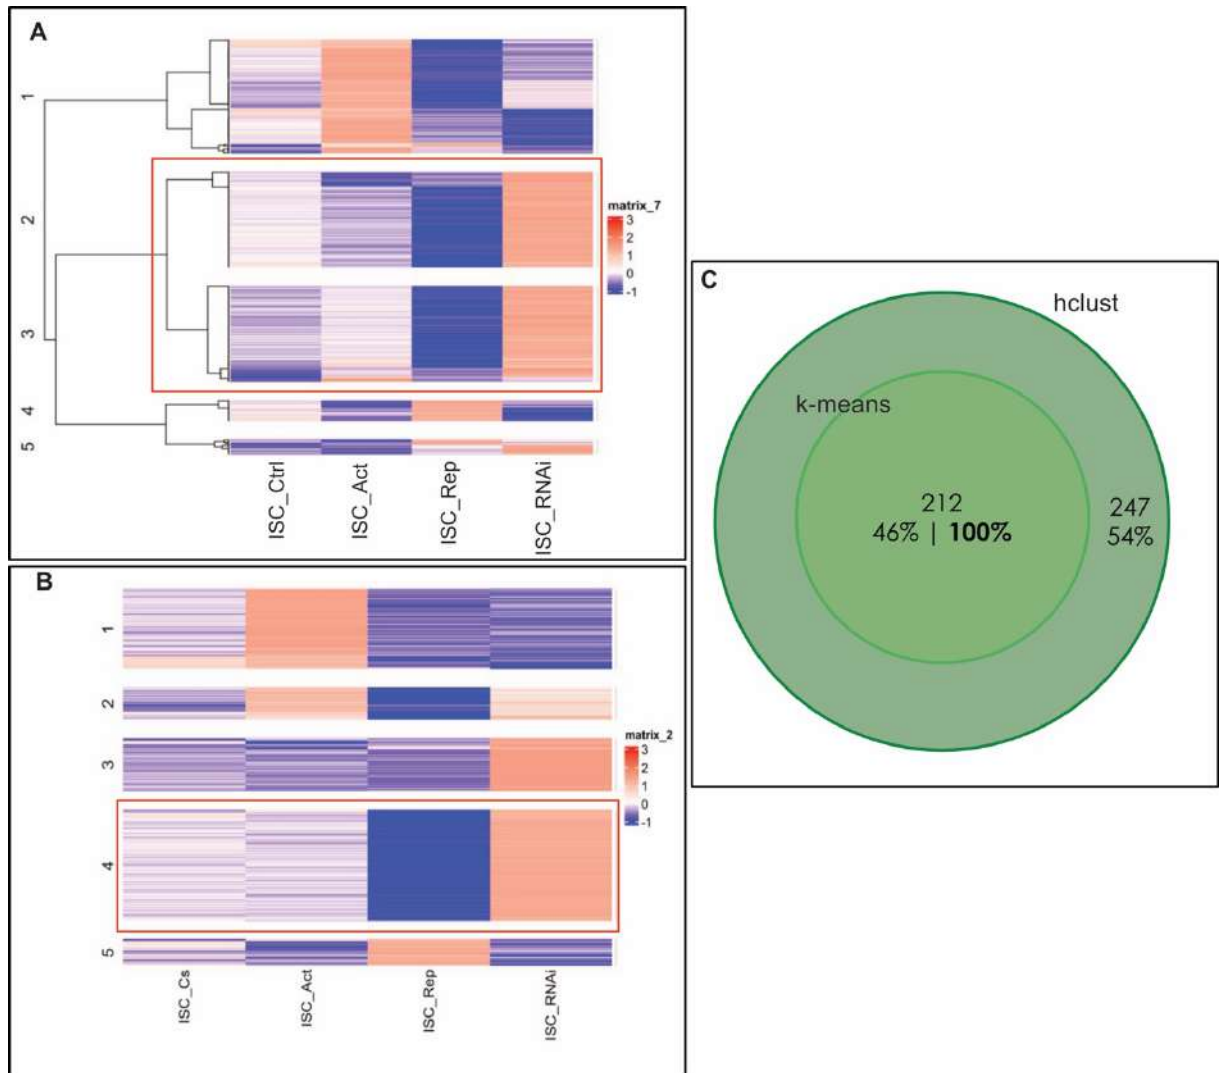 A
1
2
3
4
5
ISC_Ctrl
ISC_Act
ISC_Rep
ISC_RNAi
matrix_7
3
2
1
0
-1
B
1
2
3
4
5
ISC_Cs
ISC_Act
ISC_Rep
ISC_RNAi
matrix_2
3
2
1
0
-1
C
hclust
k-means
212
46% | 100%
247
54%